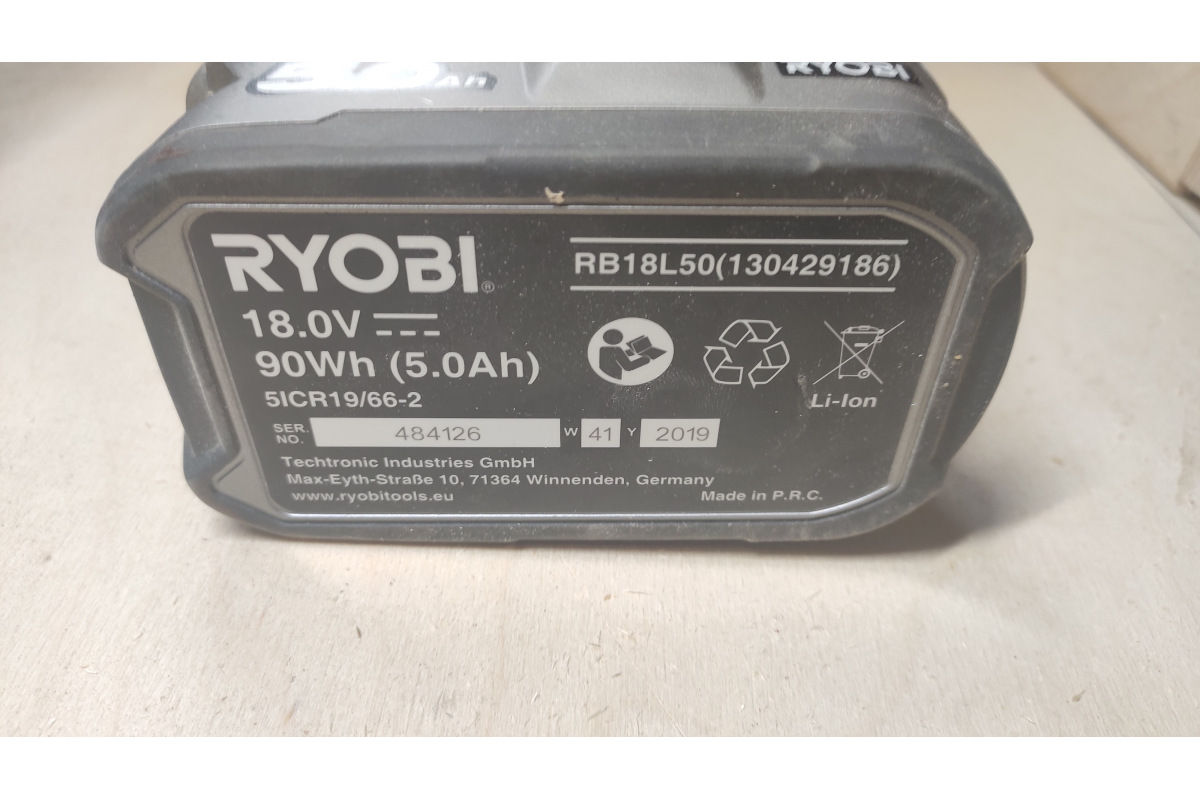 Ah
RYOBI
RYOBI®
RB18L50(130429186)
18.0V
90Wh (5.0Ah)
5ICR19/66-2
Li-Ion
SER. NO. 484126 W 41 Y 2019
Techtronic Industries GmbH
Max-Eyth-Straße 10, 71364 Winnenden, Germany
www.ryobitools.eu
Made in P.R.C.